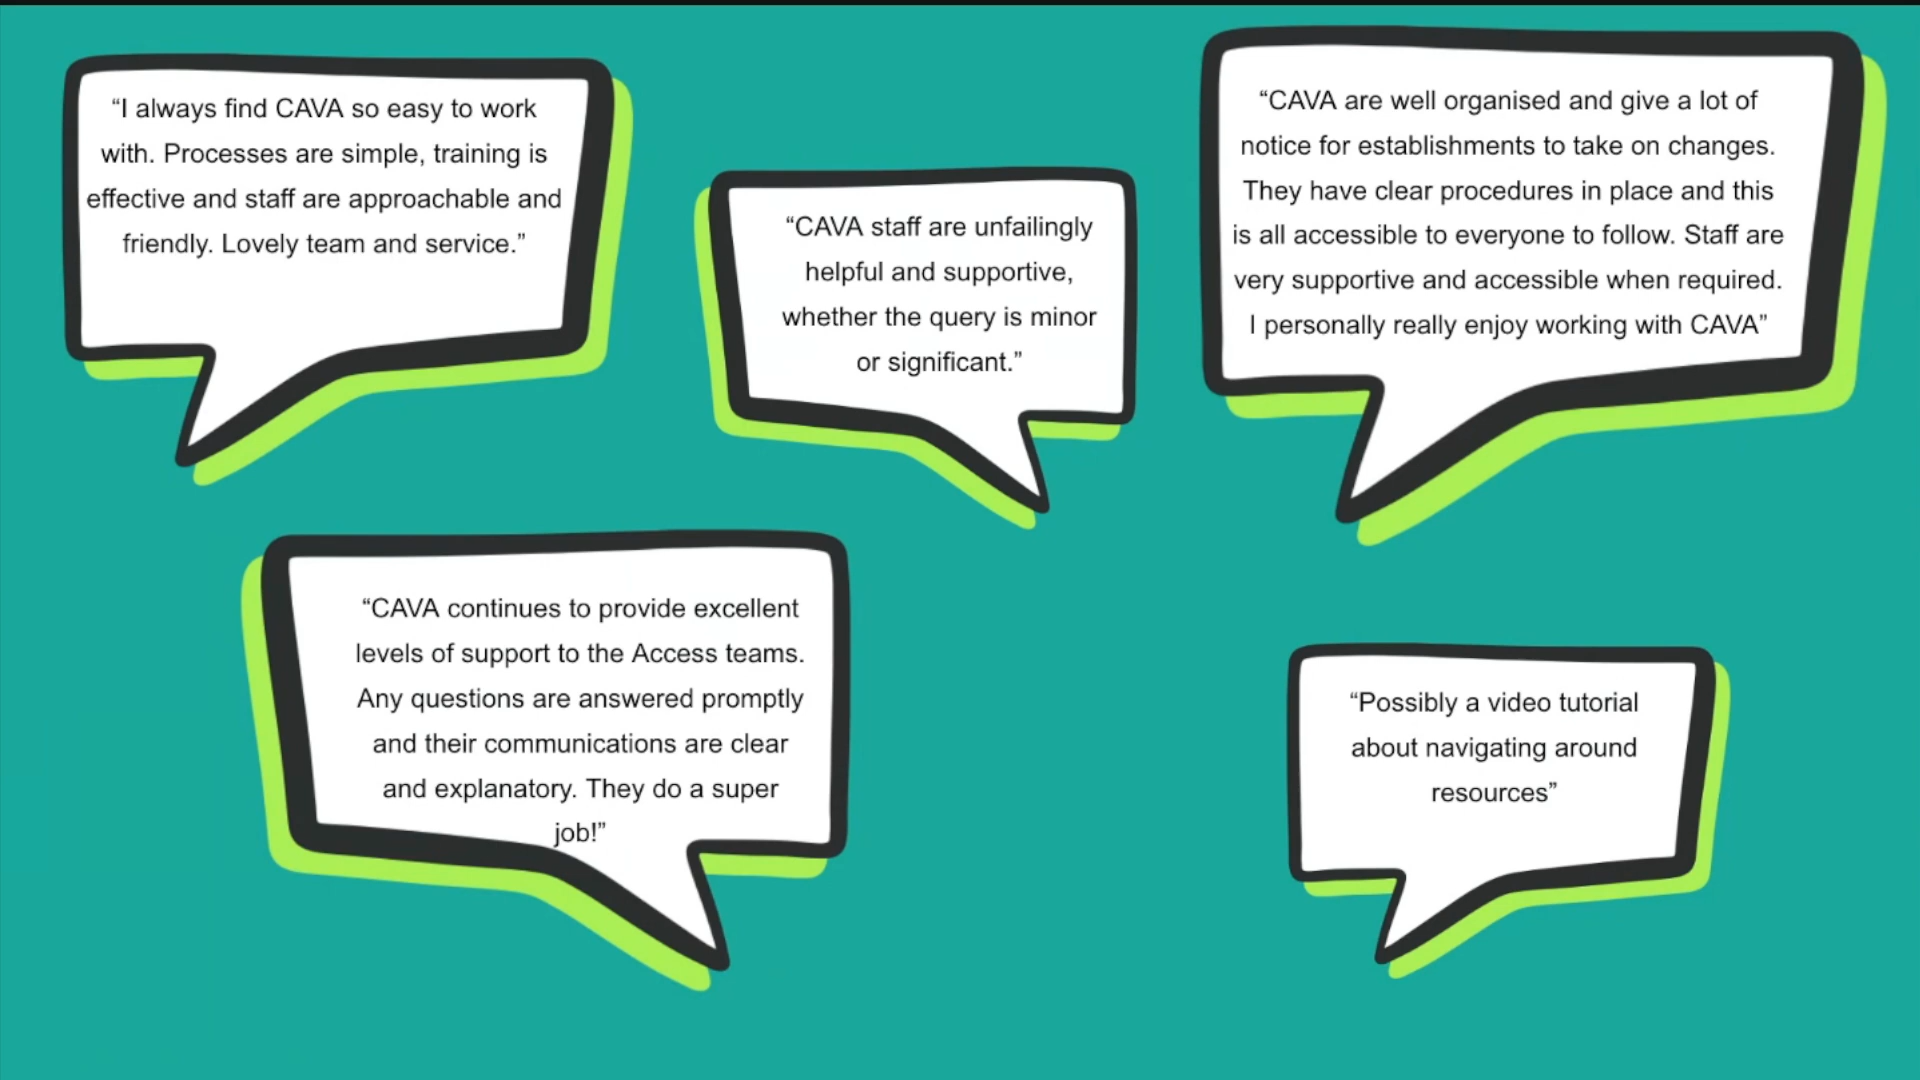 “I always find CAVA so easy to work
with. Processes are simple, training is
effective and staff are approachable and
friendly. Lovely team and service.”
“CAVA staff are unfailingly
helpful and supportive,
whether the query is minor
or significant.”
“CAVA are well organised and give a lot of
notice for establishments to take on changes.
They have clear procedures in place and this
is all accessible to everyone to follow. Staff are
very supportive and accessible when required.
I personally really enjoy working with CAVA”
“CAVA continues to provide excellent
levels of support to the Access teams.
Any questions are answered promptly
and their communications are clear
and explanatory. They do a super
job!”
“Possibly a video tutorial
about navigating around
resources”